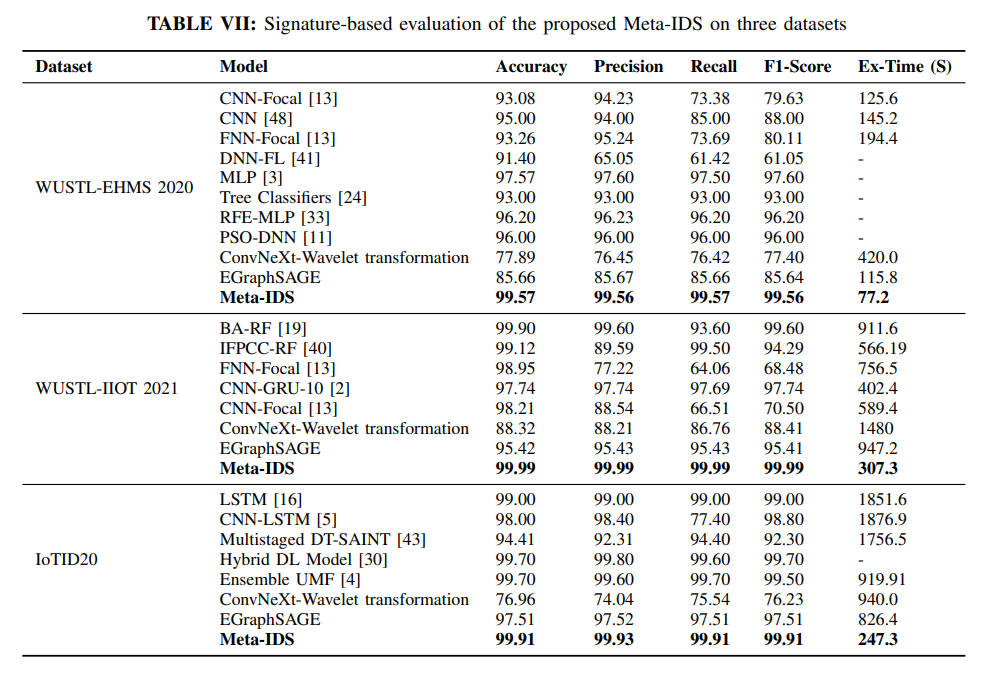 TABLE VII: Signature-based evaluation of the proposed Meta-IDS on three datasets
Dataset Model Accuracy Precision Recall F1-Score Ex-Time (S)
CNN-Focal [13] 93.08 94.23 73.38 79.63 125.6
CNN [48] 95.00 94.00 85.00 88.00 145.2
FNN-Focal [13] 93.26 95.24 73.69 80.11 194.4
DNN-FL [41] 91.40 65.05 61.42 61.05 -
MLP [3] 97.57 97.60 97.50 97.60 -
WUSTL-EHMS 2020
Tree Classifiers [24] 93.00 93.00 93.00 93.00 -
RFE-MLP [33] 96.20 96.23 96.20 96.20 -
PSO-DNN [11] 96.00 96.00 96.00 96.00 -
ConvNeXt-Wavelet transformation 77.89 76.45 76.42 77.40 420.0
EGraphSAGE 85.66 85.67 85.66 85.64 115.8
Meta-IDS 99.57 99.56 99.57 99.56 77.2
BA-RF [19] 99.90 99.60 93.60 99.60 911.6
IFPCC-RF [40] 99.12 89.59 99.50 94.29 566.19
FNN-Focal [13] 98.95 77.22 64.06 68.48 756.5
WUSTL-IIOT 2021 CNN-GRU-10 [2] 97.74 97.74 97.69 97.74 402.4
CNN-Focal [13] 98.21 88.54 66.51 70.50 589.4
ConvNeXt-Wavelet transformation 88.32 88.21 86.76 88.41 1480
EGraphSAGE 95.42 95.43 95.43 95.41 947.2
Meta-IDS 99.99 99.99 99.99 99.99 307.3
LSTM [16] 99.00 99.00 99.00 99.00 1851.6
CNN-LSTM [5] 98.00 98.40 77.40 98.80 1876.9
Multistaged DT-SAINT [43] 94.41 92.31 94.40 92.30 1756.5
IoTID20 Hybrid DL Model [30] 99.70 99.80 99.60 99.70 -
Ensemble UMF [4] 99.70 99.60 99.70 99.50 919.91
ConvNeXt-Wavelet transformation 76.96 74.04 75.54 76.23 940.0
EGraphSAGE 97.51 97.52 97.51 97.51 826.4
Meta-IDS 99.91 99.93 99.91 99.91 247.3